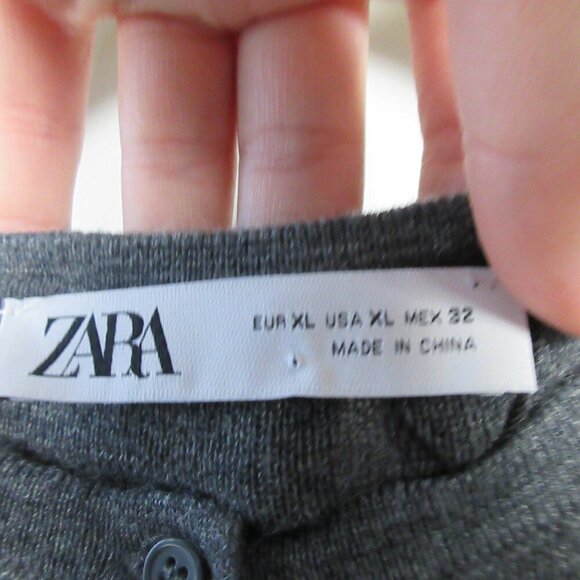 ZARA
EUR XL USA XL MEX 32
MADE IN CHINA